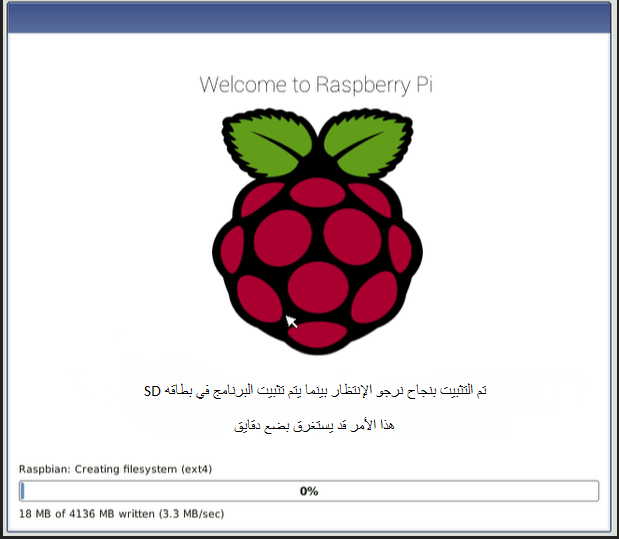 Welcome to Raspberry Pi
تم التثبيت بنجاح نرجو الإنتظار بينما يتم تثبيت البرنامج في بطاقه SD
هذا الأمر قد يستغرق بضع دقايق
Raspbian: Creating filesystem (ext4)
0%
18 MB of 4136 MB written (3.3 MB/sec)